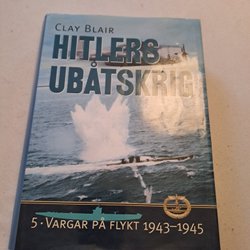 CLAY BLAIR
HITLERS
UBÅTSKRIG
5 · VARGAR PÅ FLYKT 1943–1945